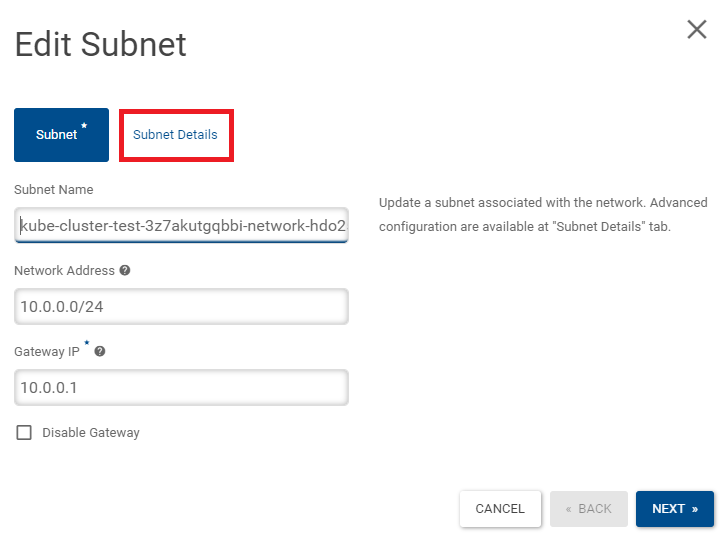 Edit Subnet
Subnet *
Subnet Details
Subnet Name
kube-cluster-test-3z7akutgqbbi-network-hdo2
Update a subnet associated with the network. Advanced
configuration are available at "Subnet Details" tab.
Network Address
10.0.0.0/24
Gateway IP *
10.0.0.1
Disable Gateway
CANCEL
« BACK
NEXT »